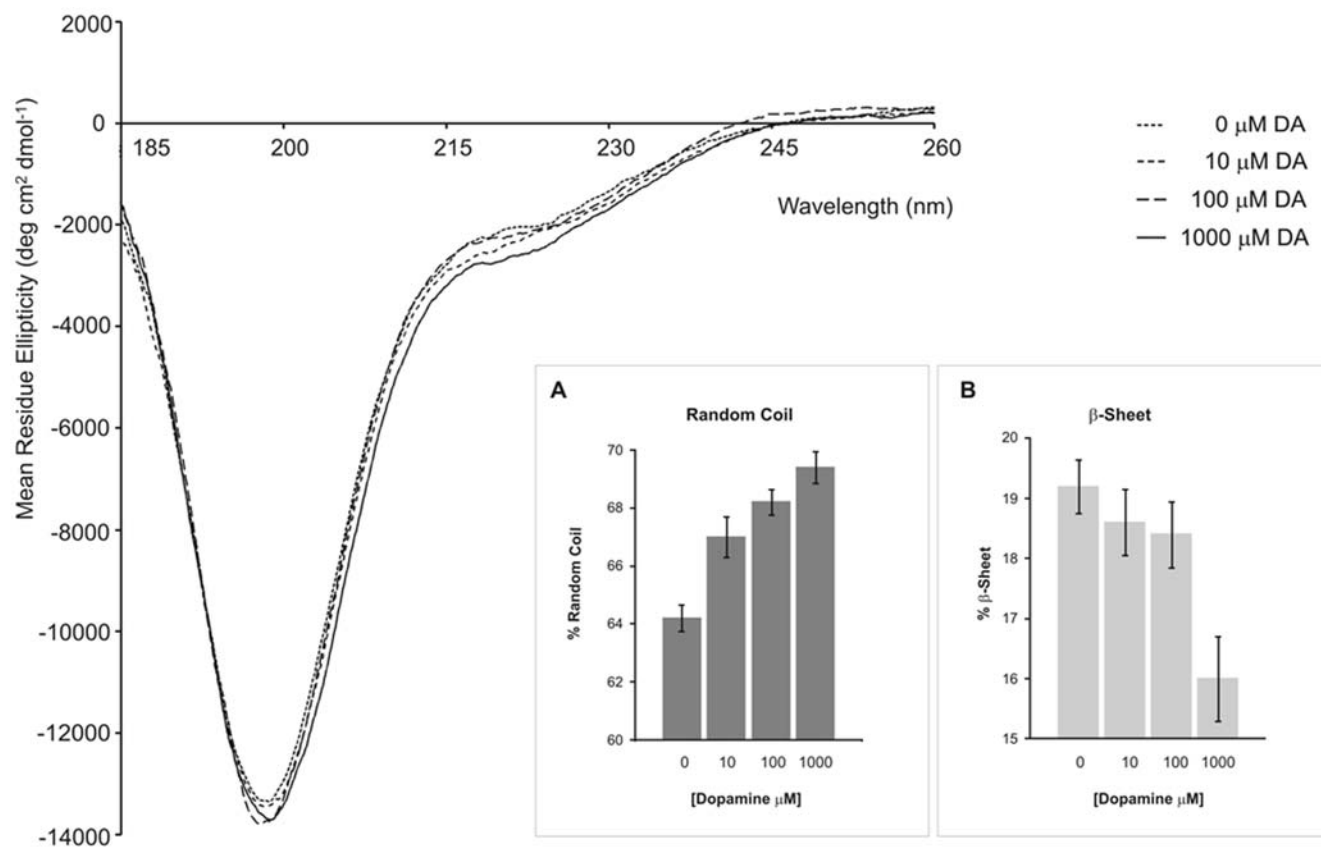 2000
0
-2000
-4000
-6000
-8000
-10000
-12000
-14000
Mean Residue Ellipticity (deg cm² dmol⁻¹)
185 200 215 230 245 260
Wavelength (nm)
0 μM DA
10 μM DA
100 μM DA
1000 μM DA
A
Random Coil
70
68
66
64
62
60
% Random Coil
0 10 100 1000
[Dopamine μM]
B
β-Sheet
20
19
18
17
16
15
% β-Sheet
0 10 100 1000
[Dopamine μM]